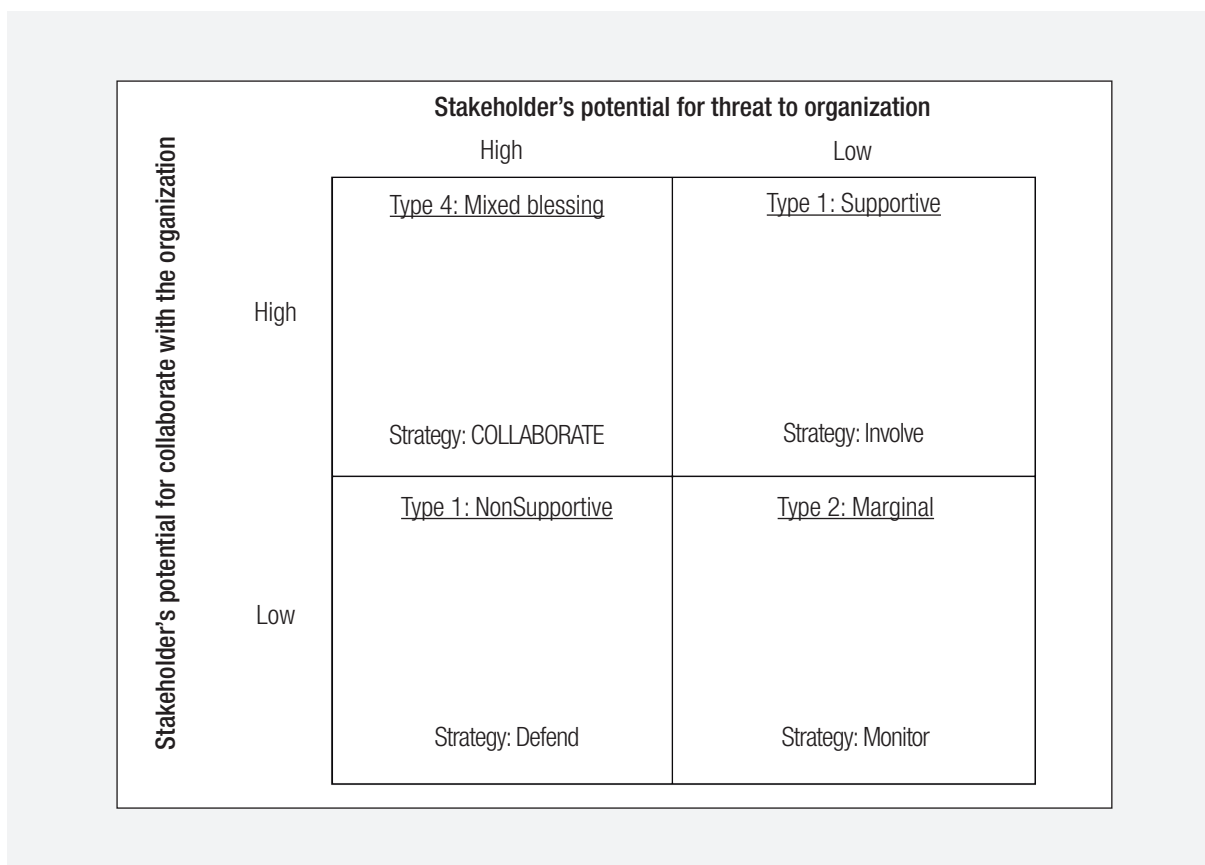 Stakeholder's potential for threat to organization
High
Low
Stakeholder's potential for collaborate with the organization
High
Type 4: Mixed blessing
Strategy: COLLABORATE
Type 1: Supportive
Strategy: Involve
Low
Type 1: NonSupportive
Strategy: Defend
Type 2: Marginal
Strategy: Monitor